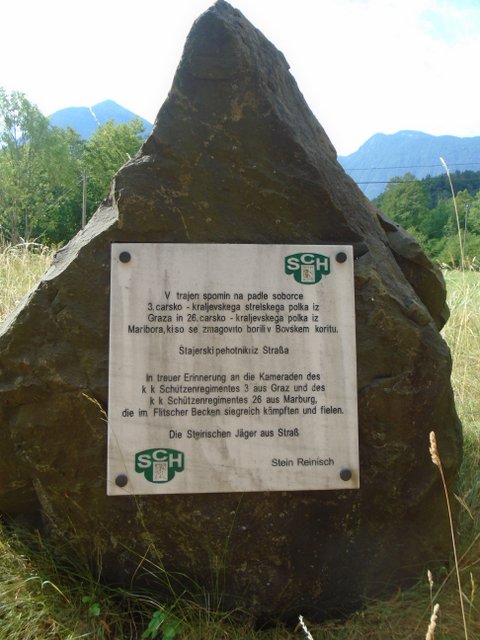 SCH
V trajen spomin na padle soborce
3.carsko - kraljevskega strelskega polka iz
Graza in 26.carsko - kraljevskega polka iz
Maribora,ki so se zmagovito borili v Bovskem koritu.
Štajerski pehotniki iz Straßa
In treuer Erinnerung an die Kameraden des
k k Schützenregimentes 3 aus Graz und des
k k Schützenregimentes 26 aus Marburg,
die im Flitscher Becken siegreich kämpften und fielen.
Die Steirischen Jäger aus Straß
SCH
Stein Reinisch